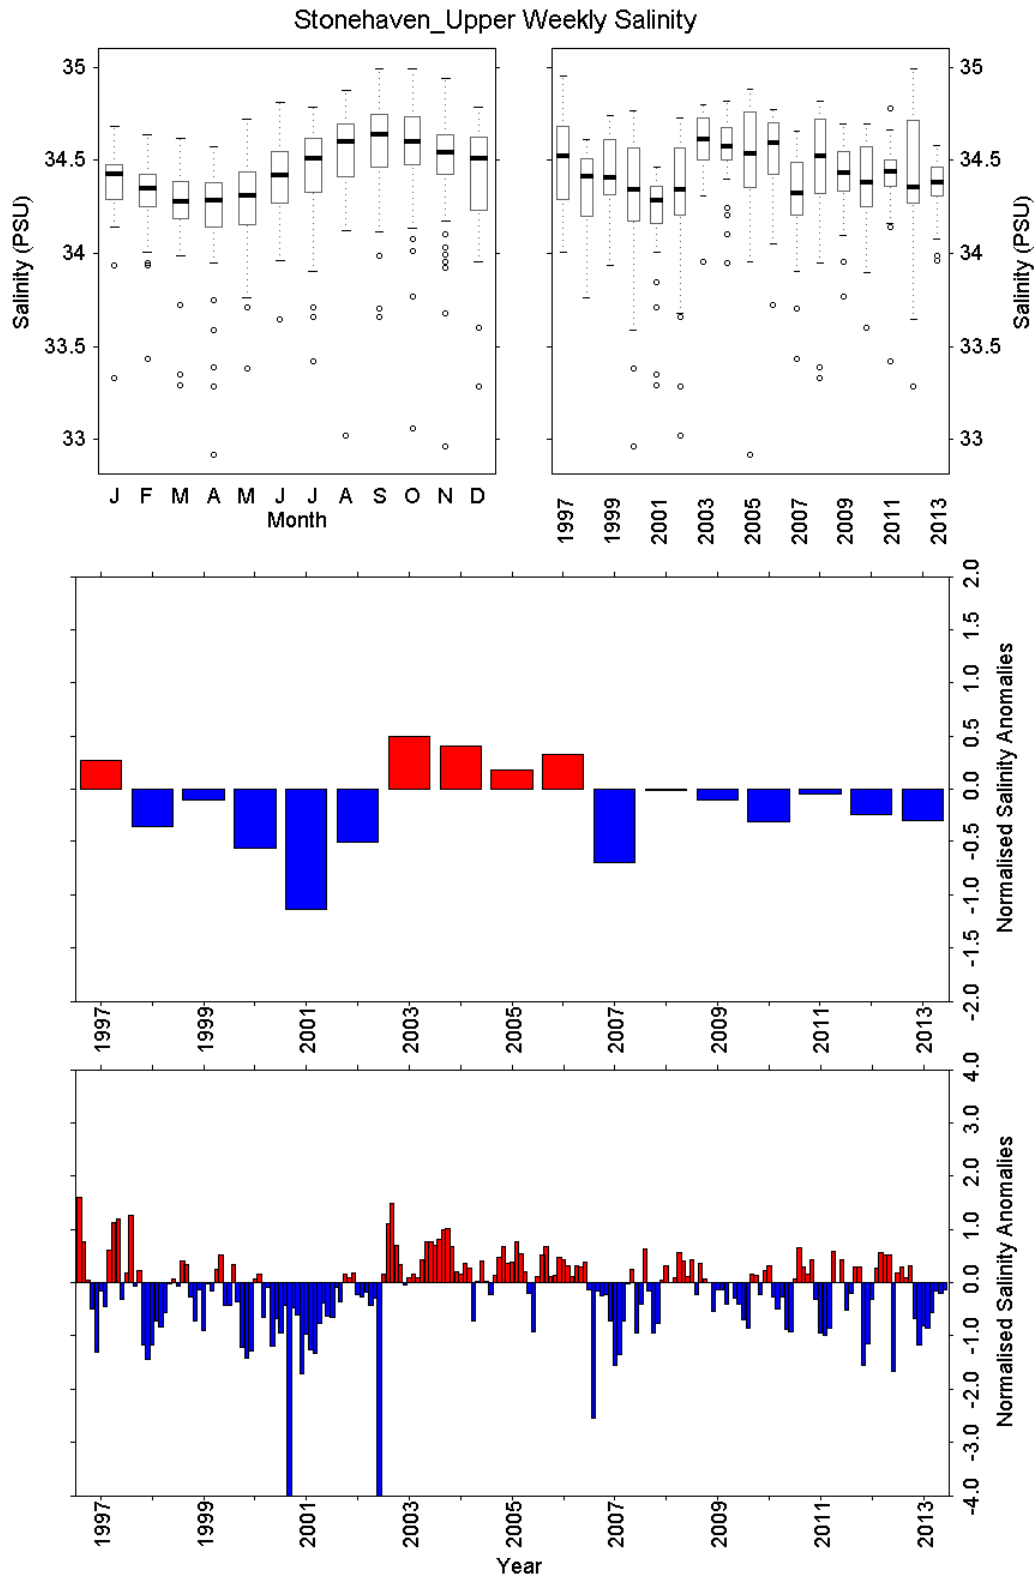 Stonehaven_Upper Weekly Salinity
35
34.5
34
33.5
33
Salinity (PSU)
J F M A M J J A S O N D
Month
35
34.5
34
33.5
33
Salinity (PSU)
1997 1999 2001 2003 2005 2007 2009 2011 2013
2.0
1.5
1.0
0.5
0.0
-0.5
-1.0
-1.5
-2.0
Normalised Salinity Anomalies
1997 1999 2001 2003 2005 2007 2009 2011 2013
4.0
3.0
2.0
1.0
0.0
-1.0
-2.0
-3.0
-4.0
Normalised Salinity Anomalies
1997 1999 2001 2003 2005 2007 2009 2011 2013
Year